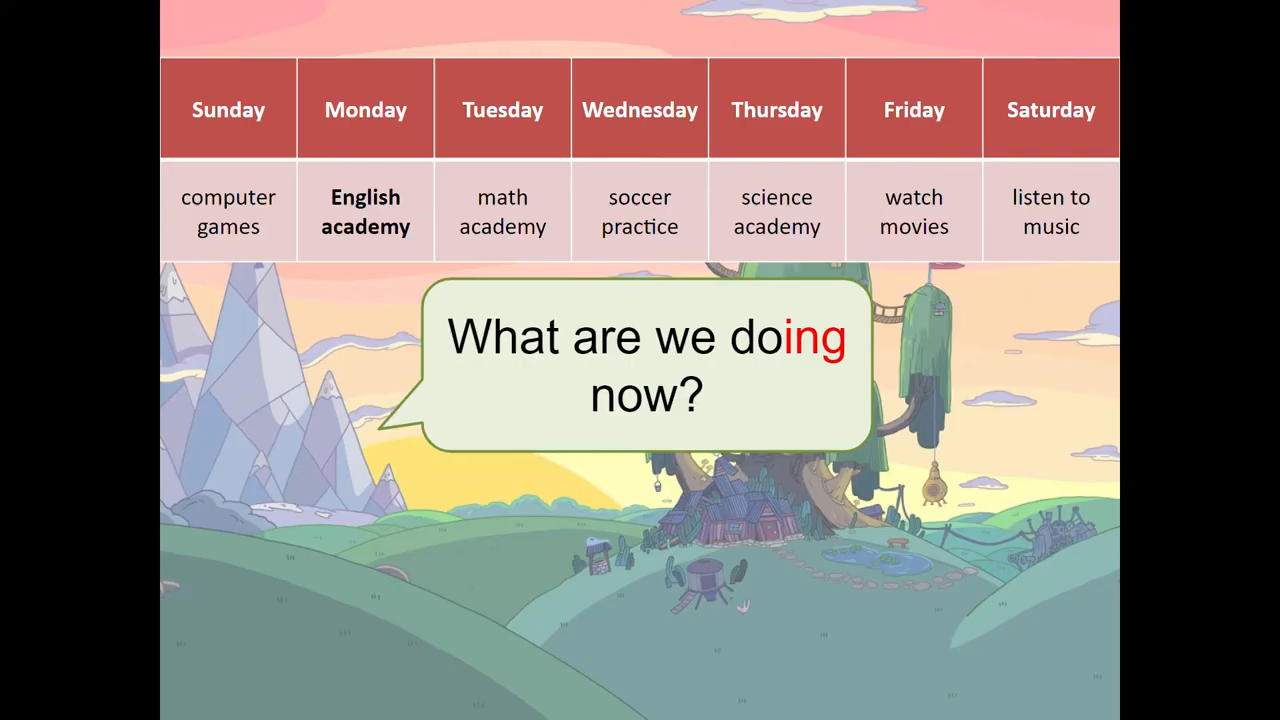 Sunday Monday Tuesday Wednesday Thursday Friday Saturday
computer English math soccer science watch listen to
games academy academy practice academy movies music
What are we doing
now?